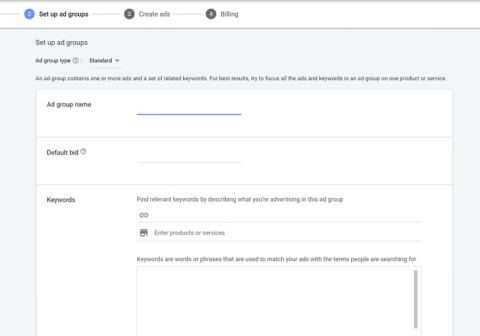 2 Set up ad groups 3 Create ads 4 Billing
Set up ad groups
Ad group type ? : Standard
An ad group contains one or more ads and a set of related keywords. For best results, try to focus all the ads and keywords in an ad group on one product or service.
Ad group name
Default bid ?
Keywords
Find relevant keywords by describing what you're advertising in this ad group
Enter products or services
Keywords are words or phrases that are used to match your ads with the terms people are searching for